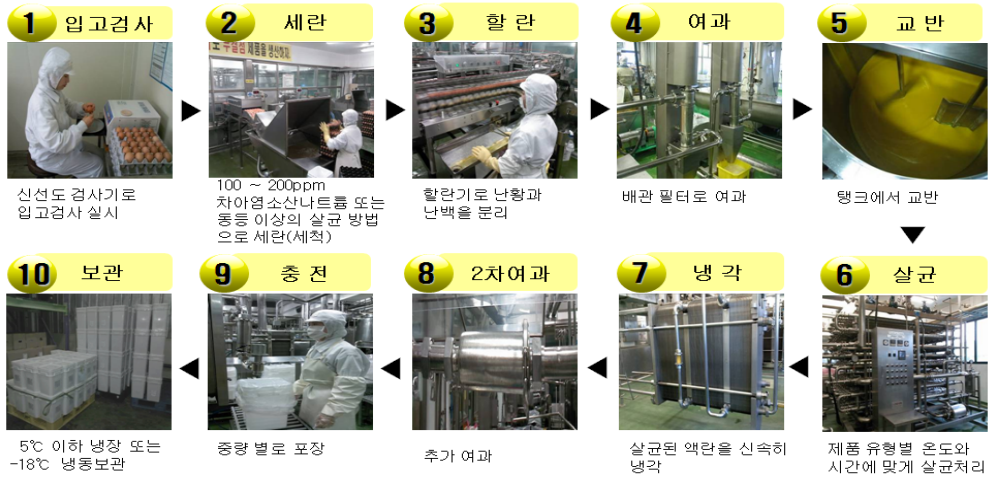 1 입고검사
신선도 검사기로
입고검사 실시
2 세란
제품을 생산하자
100 ~ 200ppm
차아염소산나트륨 또는
동등 이상의 살균 방법
으로 세란(세척)
3 할란
할란기로 난황과
난백을 분리
4 여과
배관 필터로 여과
5 교반
탱크에서 교반
6 살균
제품 유형별 온도와
시간에 맞게 살균처리
7 냉각
살균된 액란을 신속히
냉각
8 2차여과
추가 여과
9 충전
중량 별로 포장
10 보관
5℃ 이하 냉장 또는
-18℃ 냉동보관